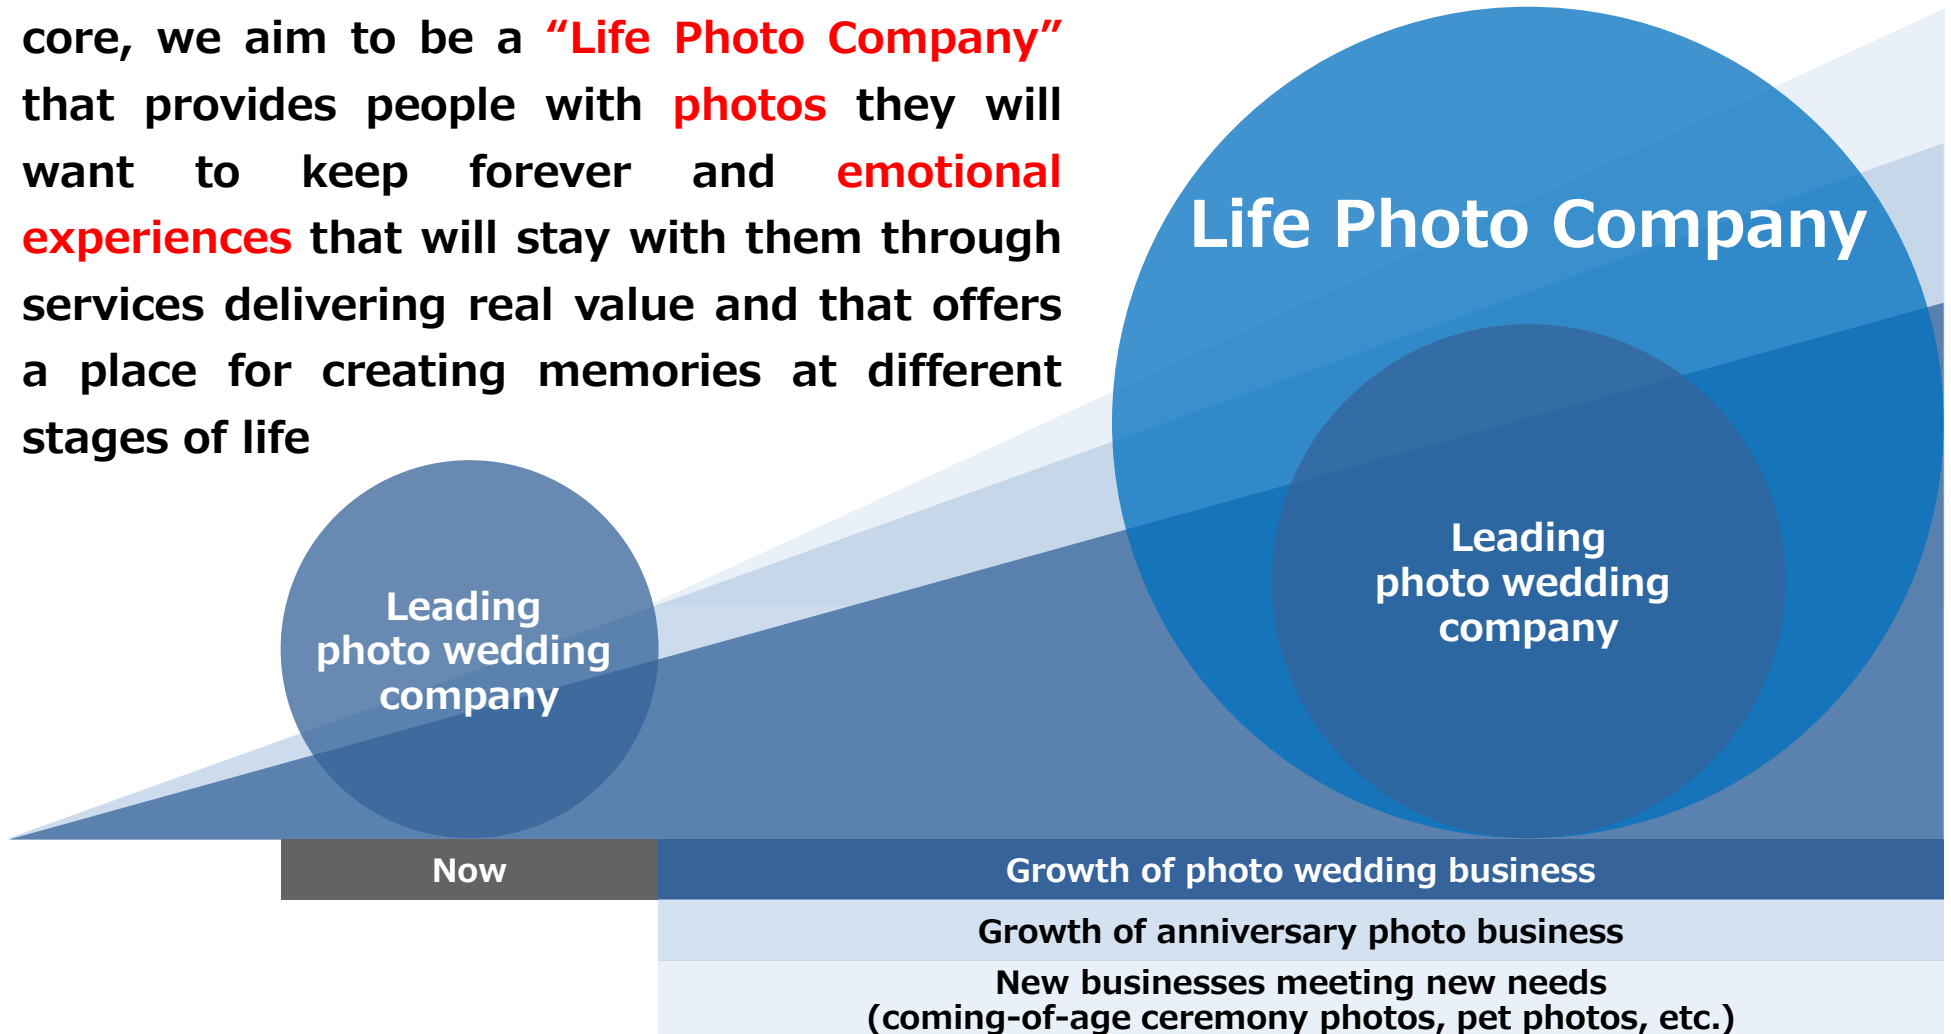 core, we aim to be a “Life Photo Company”
that provides people with photos they will
want to keep forever and emotional
experiences that will stay with them through
services delivering real value and that offers
a place for creating memories at different
stages of life
Life Photo Company
Leading
photo wedding
company
Leading
photo wedding
company
Now
Growth of photo wedding business
Growth of anniversary photo business
New businesses meeting new needs
(coming-of-age ceremony photos, pet photos, etc.)